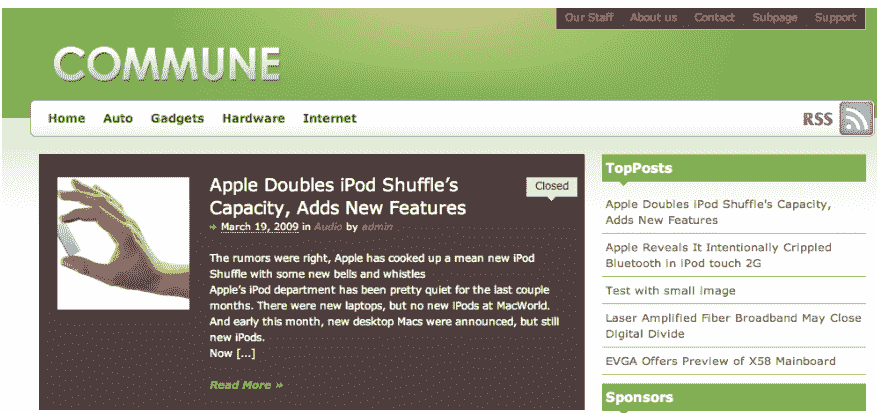 Our Staff About us Contact Subpage Support
COMMUNE
Home Auto Gadgets Hardware Internet
RSS
Apple Doubles iPod Shuffle's
Capacity, Adds New Features
Closed
➔ March 19, 2009 in Audio by admin
The rumors were right, Apple has cooked up a mean new iPod
Shuffle with some new bells and whistles
Apple's iPod department has been pretty quiet for the last couple
months. There were new laptops, but no new iPods at MacWorld.
And early this month, new desktop Macs were announced, but still
new iPods.
Now [...]
Read More »
TopPosts
Apple Doubles iPod Shuffle's Capacity,
Adds New Features
Apple Reveals It Intentionally Crippled
Bluetooth in iPod touch 2G
Test with small image
Laser Amplified Fiber Broadband May Close
Digital Divide
EVGA Offers Preview of X58 Mainboard
Sponsors